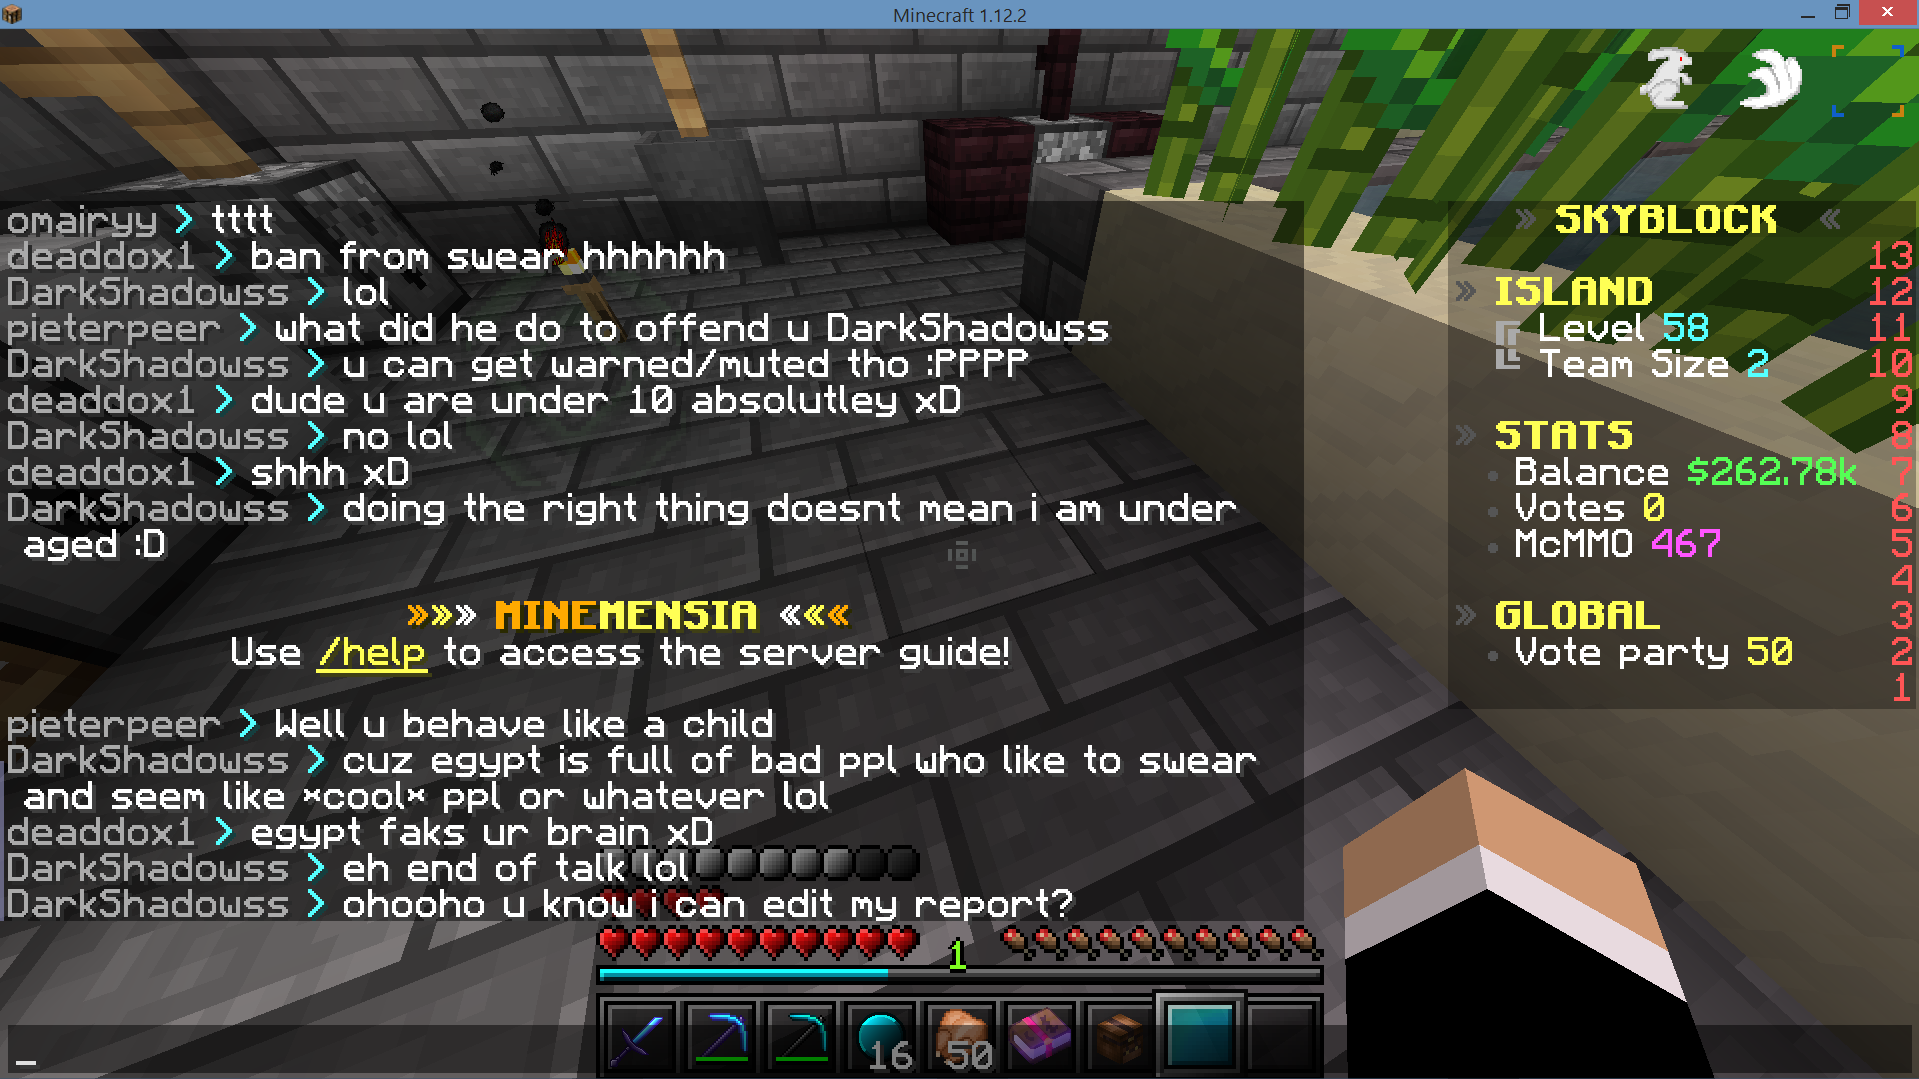 Minecraft 1.12.2
omairyy > tttt
deaddox1 > ban from swear hhhhhh
DarkShadowss > lol
pieterpeer > what did he do to offend u DarkShadowss
DarkShadowss > u can get warned/muted tho :PPPP
deaddox1 > dude u are under 10 absolutley xD
DarkShadowss > no lol
deaddox1 > shhh xD
DarkShadowss > doing the right thing doesnt mean i am under
aged :D
»»» MINEMENSIA «««
Use /help to access the server guide!
pieterpeer > Well u behave like a child
DarkShadowss > cuz egypt is full of bad ppl who like to swear
and seem like *cool* ppl or whatever lol
deaddox1 > egypt faks ur brain xD
DarkShadowss > eh end of talk lol
DarkShadowss > ohooho u know i can edit my report?
» SKYBLOCK «
13
» ISLAND 12
Level 58 11
Team Size 2 10
9
» STATS 8
• Balance $262.78k 7
• Votes 0 6
• McMMO 467 5
4
» GLOBAL 3
• Vote party 50 2
1
1
16
50
_